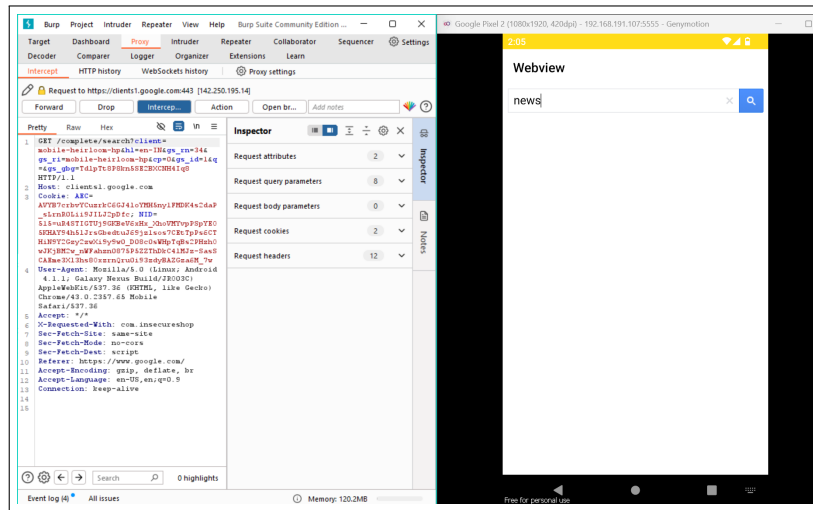 Burp Project Intruder Repeater View Help Burp Suite Community Edition ...
Target Dashboard Proxy Intruder Repeater Collaborator Sequencer Settings
Decoder Comparer Logger Organizer Extensions Learn
Intercept HTTP history WebSockets history Proxy settings
Request to https://clients1.google.com:443 [142.250.195.14]
Forward Drop Intercep... Action Open br... Add notes
Pretty Raw Hex \n
1 GET /complete/search?client=
mobile-heirloom-hp&hl=en-IN&gs_rn=34&
gs_ri=mobile-heirloom-hp&cp=0&gs_id=1&q
HTTP/1.1
2 Host: clients1.google.com
3 Cookie: AEC=
4 User-Agent: Mozilla/5.0 (Linux; Android
4.1.1; Galaxy Nexus Build/JRO03C)
AppleWebKit/537.36 (KHTML, like Gecko)
Chrome/43.0.2357.65 Mobile
Safari/537.36
5 Accept: */*
6 X-Requested-With: com.insecureshop
7 Sec-Fetch-Site: same-site
8 Sec-Fetch-Mode: no-cors
9 Sec-Fetch-Dest: script
10 Referer: https://www.google.com/
11 Accept-Encoding: gzip, deflate, br
12 Accept-Language: en-US,en;q=0.9
13 Connection: keep-alive
14
15
Inspector
Request attributes 2
Request query parameters 8
Request body parameters 0
Request cookies 2
Request headers 12
Inspector
Notes
Search 0 highlights
Event log (4) All issues Memory: 120.2MB
Google Pixel 2 (1080x1920, 420dpi) - 192.168.191.107:5555 - Genymotion
2:05
Webview
news
Free for personal use